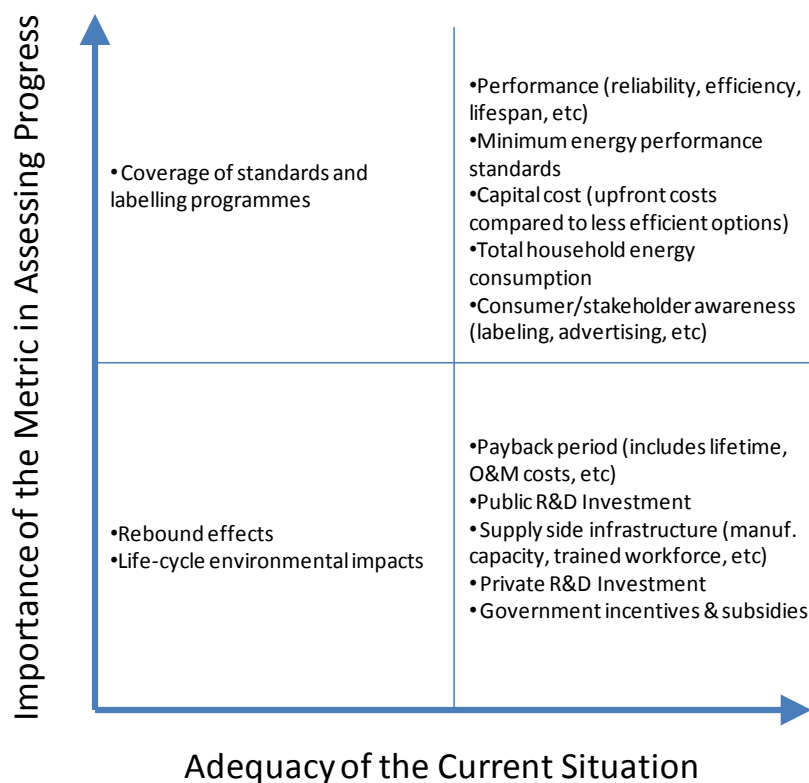 Importance of the Metric in Assessing Progress
•Coverage of standards and
labelling programmes
•Performance (reliability, efficiency,
lifespan, etc)
•Minimum energy performance
standards
•Capital cost (upfront costs
compared to less efficient options)
•Total household energy
consumption
•Consumer/stakeholder awareness
(labeling, advertising, etc)
•Rebound effects
•Life-cycle environmental impacts
•Payback period (includes lifetime,
O&M costs, etc)
•Public R&D Investment
•Supply side infrastructure (manuf.
capacity, trained workforce, etc)
•Private R&D Investment
•Government incentives & subsidies
Adequacy of the Current Situation